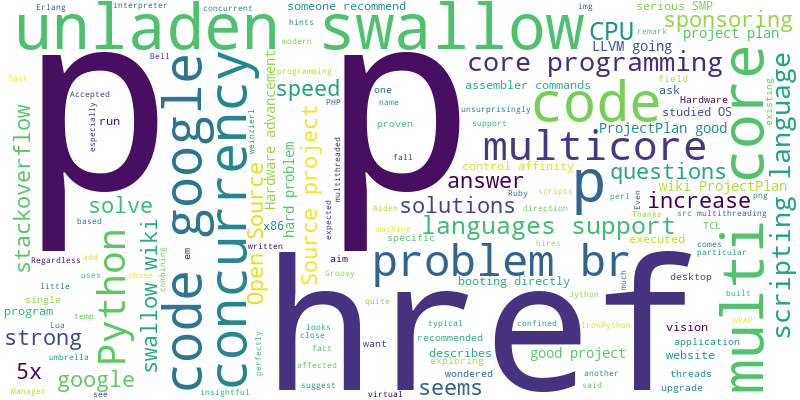 Erlang
interpreter
someone recommend
img
serious SMP
unladen swallow
hints
CPU
sponsoring
remark
project plan
modern
Bell
LLVM going
core programming
field
Task
programming
assembler commands
ask
existing
p p
code google
concurrency
speed
PHP
one
name
unsurprisingly
code
Hardware
studied OS
Accepted
especially
run
weinzierl
Hardware advancement
proven
support
ProjectPlan good
multi core
scripting language
stackoverflow
fall
multithreaded
multicore
questions
hard problem
Source project
control affinity
answer
p
wiki ProjectPlan
Ruby
perl
Even
scripts
increase
solve
Open Source
expected
Aiden
solutions
direction
Thanks
src multithreading
png
based
x86
machine
languages support
executed
TCL
Python
swallow wiki
em
written
specific
hires
comes
particular
Regardless
add
aim
problem br
much
desktop
uses
chose
conbining
Groovy
booting directly
Jython
built
little
quite
href
single
program
temp
typical
confined
IronPython
vision
wRAP
Lua
looks
close
recommended
application
strong
umbrella
perfectly
fact
want
describes
good project
website
5x
affected
exploring
another
threads
google
suggest
seems
said
upgrade
Manager
see
insightful
virtual